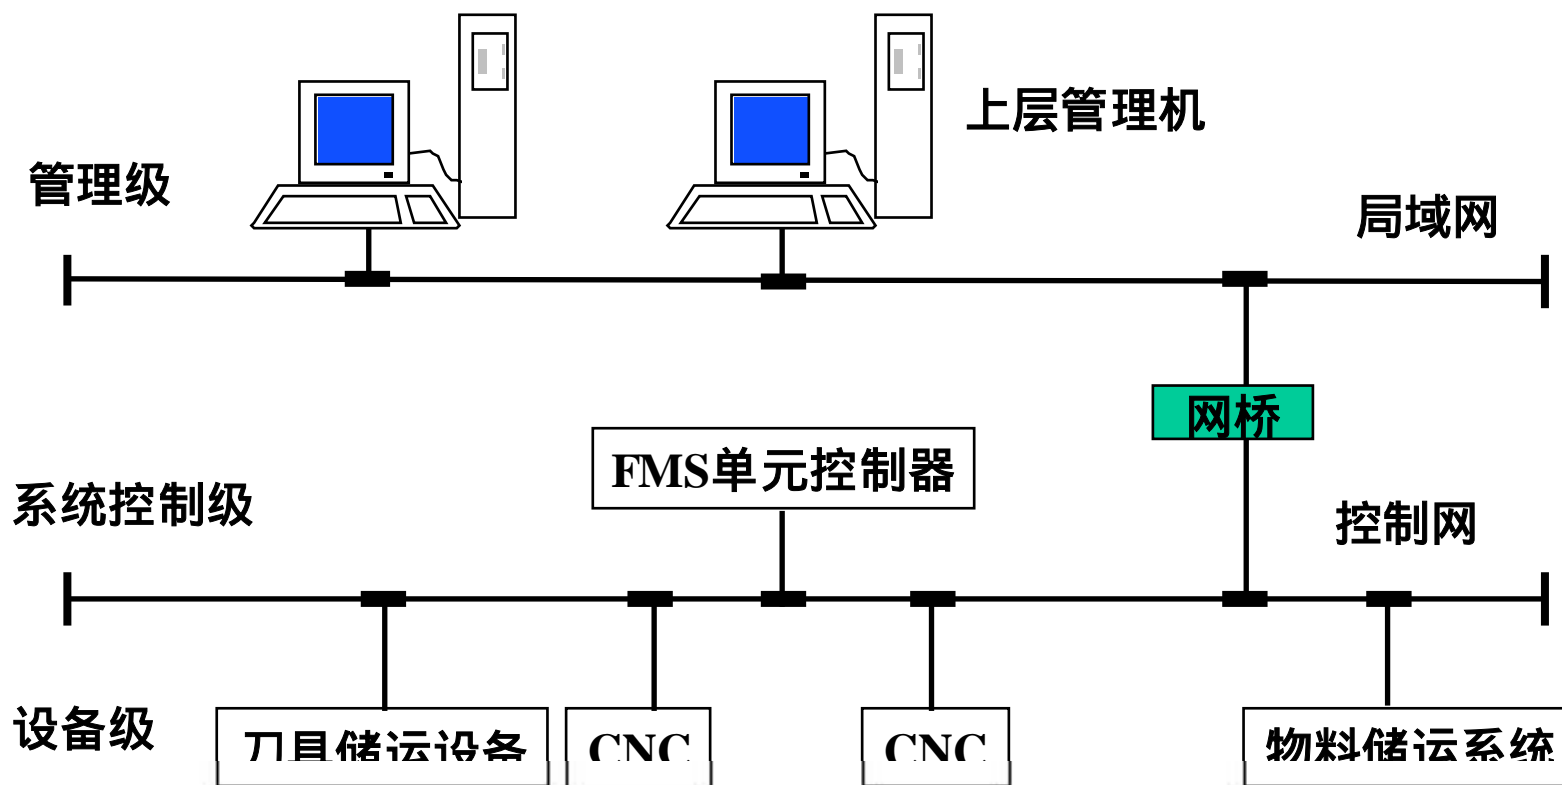 上层管理机
管理级
局域网
网桥
FMS单元控制器
系统控制级
控制网
设备级
刀具储运设备
CNC
CNC
物料储运系统